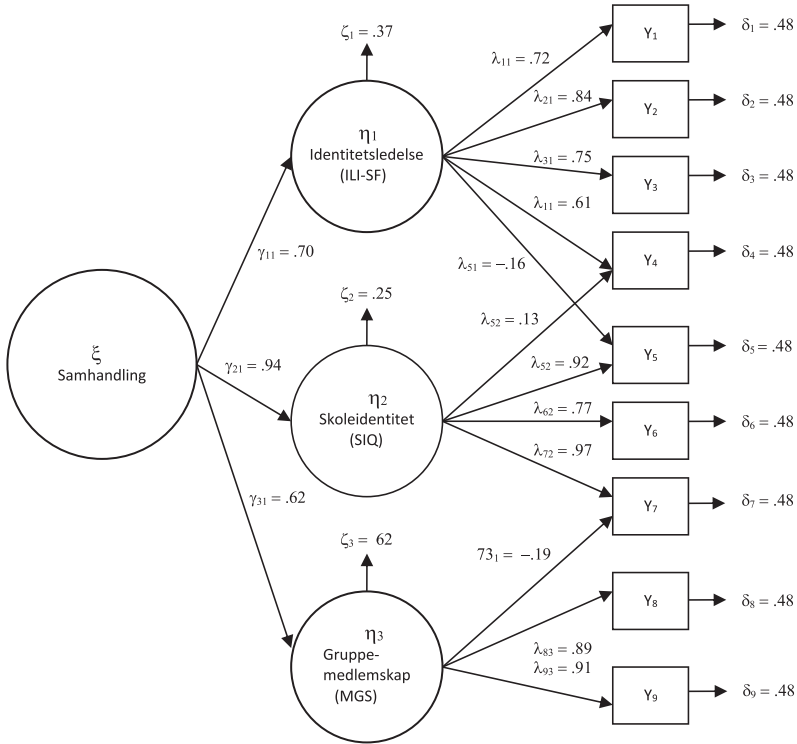 ζ₁ = .37
η₁
Identitetsledelse
(ILI-SF)
γ₁₁ = .70
ξ
Samhandling
ζ₂ = .25
γ₂₁ = .94
η₂
Skoleidentitet
(SIQ)
γ₃₁ = .62
ζ₃ = 62
η₃
Gruppe-
medlemskap
(MGS)
λ₁₁ = .72
λ₂₁ = .84
λ₃₁ = .75
λ₁₁ = .61
λ₅₁ = –.16
λ₅₂ = .13
λ₅₂ = .92
λ₆₂ = .77
λ₇₂ = .97
73₁ = –.19
λ₈₃ = .89
λ₉₃ = .91
Y₁ δ₁ = .48
Y₂ δ₂ = .48
Y₃ δ₃ = .48
Y₄ δ₄ = .48
Y₅ δ₅ = .48
Y₆ δ₆ = .48
Y₇ δ₇ = .48
Y₈ δ₈ = .48
Y₉ δ₉ = .48